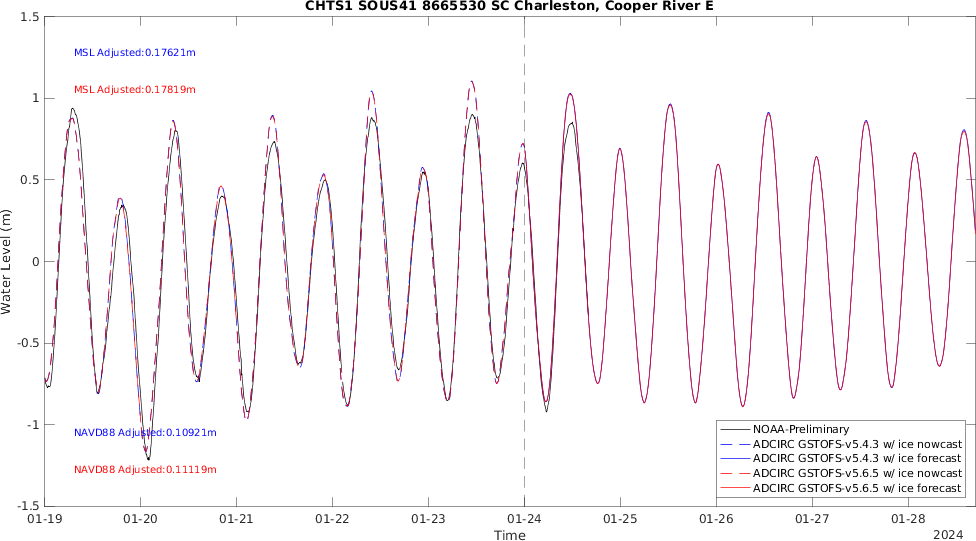 CHTS1 SOUS41 8665530 SC Charleston, Cooper River E
1.5
1
0.5
0
-0.5
-1
-1.5
Water Level (m)
MSL Adjusted:0.17621m
MSL Adjusted:0.17819m
NAVD88 Adjusted:0.10921m
NAVD88 Adjusted:0.11119m
NOAA-Preliminary
ADCIRC GSTOFS-v5.4.3 w/ ice nowcast
ADCIRC GSTOFS-v5.4.3 w/ ice forecast
ADCIRC GSTOFS-v5.6.5 w/ ice nowcast
ADCIRC GSTOFS-v5.6.5 w/ ice forecast
01-19 01-20 01-21 01-22 01-23 01-24 01-25 01-26 01-27 01-28
Time
2024